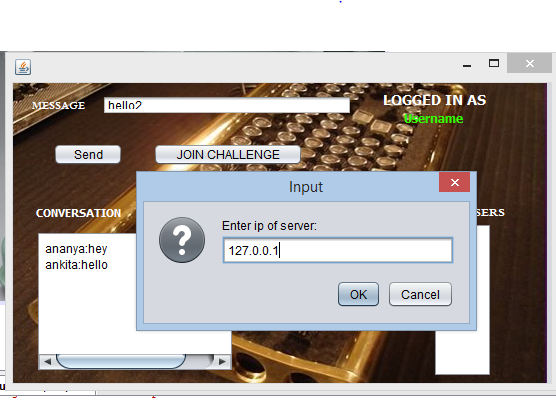 MESSAGE
hello2
LOGGED IN AS
Username
Send
JOIN CHALLENGE
Input
CONVERSATION
SERS
Enter ip of server:
127.0.0.1
ananya:hey
ankita:hello
OK
Cancel